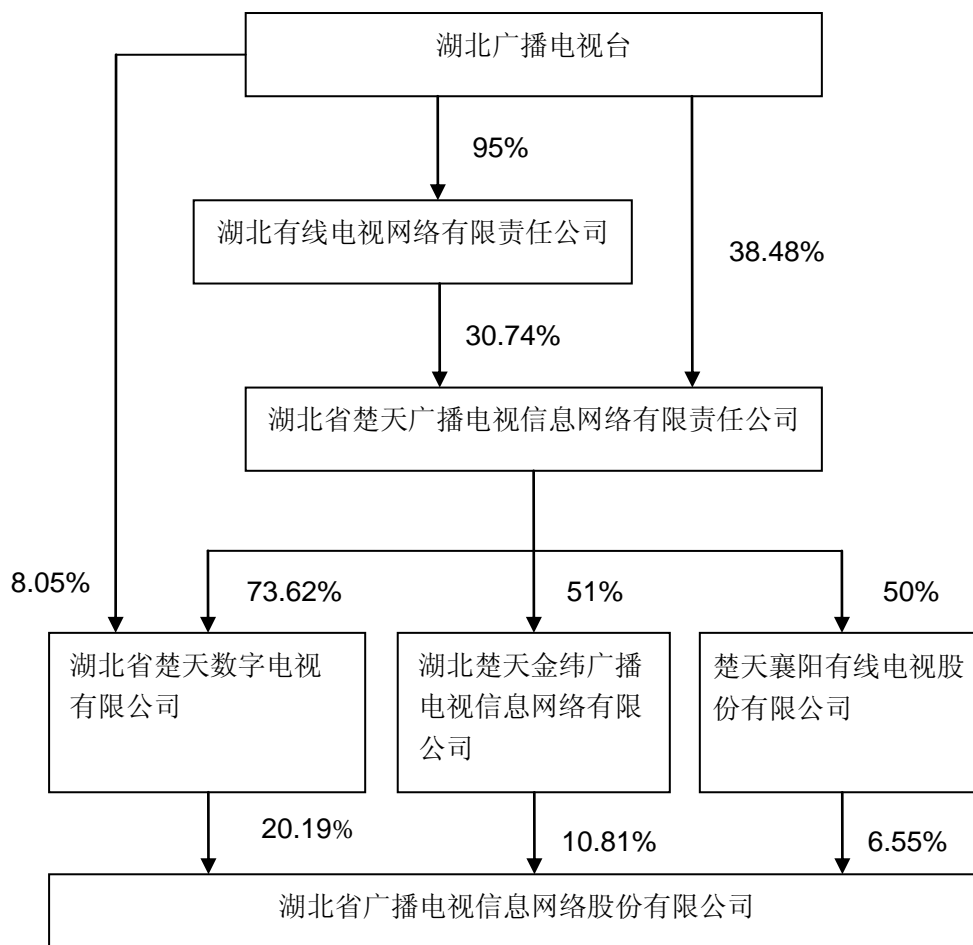 湖北广播电视台
95%
湖北有线电视网络有限责任公司
38.48%
30.74%
湖北省楚天广播电视信息网络有限责任公司
8.05%
73.62%
51%
50%
湖北省楚天数字电视
有限公司
湖北楚天金纬广播
电视信息网络有限
公司
楚天襄阳有线电视股
份有限公司
20.19%
10.81%
6.55%
湖北省广播电视信息网络股份有限公司